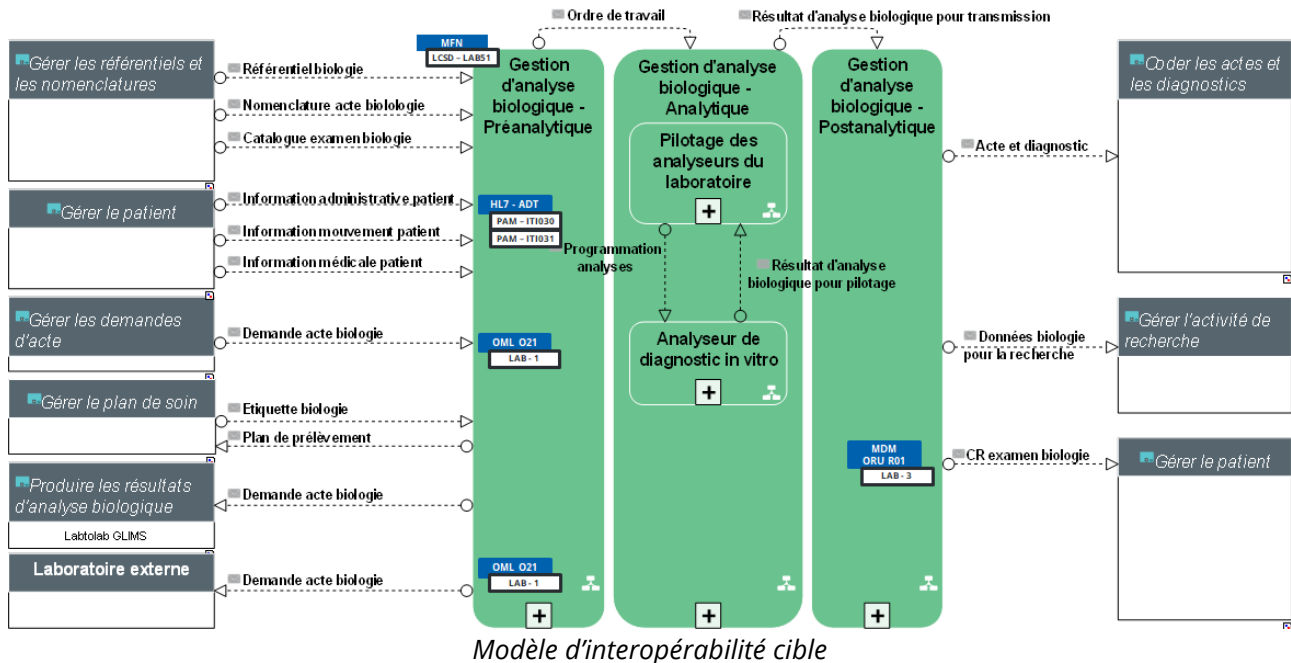 Ordre de travail
Résultat d'analyse biologique pour transmission
Gérer les référentiels et
les nomenclatures
Référentiel biologie
Nomenclature acte biolologie
Catalogue examen biologie
MFN
LCSD - LAB51
Gestion
d'analyse
biologique -
Préanalytique
Gestion d'analyse
biologique -
Analytique
Gestion
d'analyse
biologique -
Postanalytique
Coder les actes et
les diagnostics
Acte et diagnostic
Pilotage des
analyseurs du
laboratoire
+
Gérer le patient
Information administrative patient
Information mouvement patient
Information médicale patient
HL7 - ADT
PAM - ITI030
PAM - ITI031
Programmation
analyses
Résultat d'analyse
biologique pour pilotage
Gérer les demandes
d'acte
Demande acte biologie
OML O21
LAB - 1
Analyseur de
diagnostic in vitro
+
Données biologie
pour la recherche
Gérer l'activité de
recherche
Gérer le plan de soin
Etiquette biologie
Plan de prélèvement
MDM
ORU R01
LAB - 3
CR examen biologie
Gérer le patient
Produire les résultats
d'analyse biologique
Labtolab GLIMS
Demande acte biologie
Laboratoire externe
Demande acte biologie
OML O21
LAB - 1
+
+
+
Modèle d'interopérabilité cible